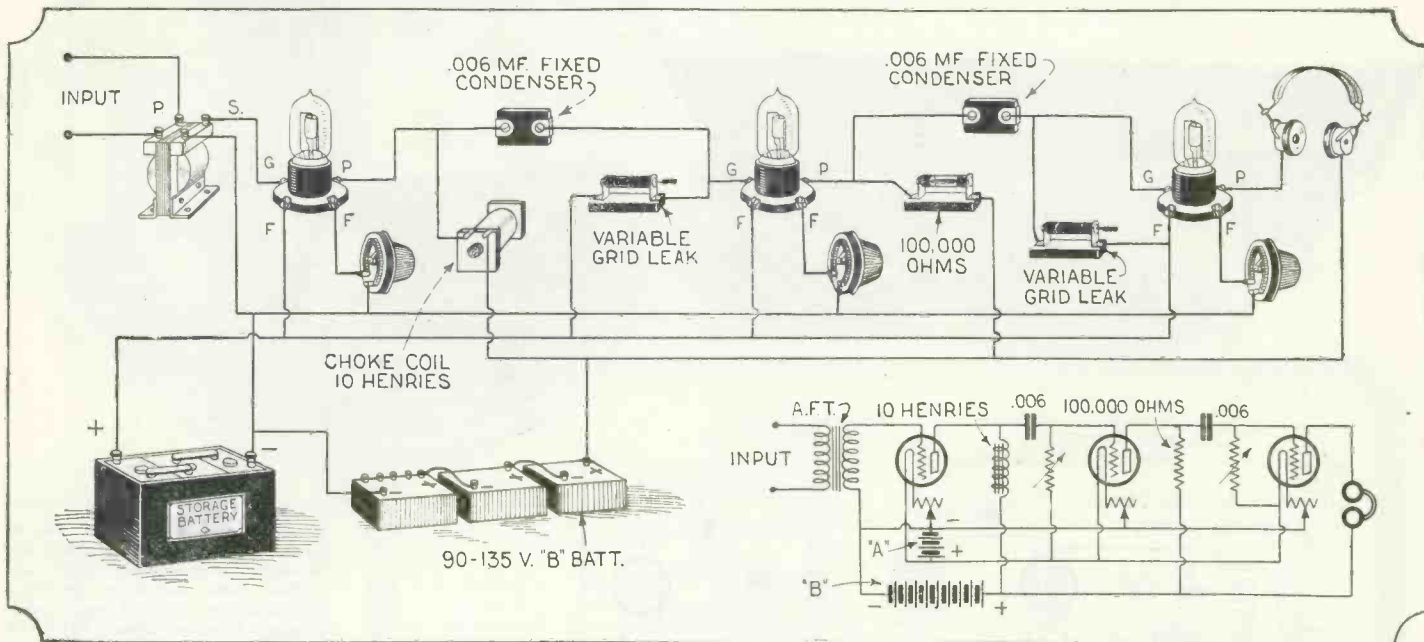 .006 MF. FIXED
CONDENSER
.006 MF. FIXED
CONDENSER
INPUT
P.
S.
G
P
F
F
VARIABLE
GRID LEAK
G
P
F
F
100.000
OHMS
VARIABLE
GRID LEAK
G
P
F
F
CHOKE COIL
10 HENRIES
+
-
STORAGE
BATTERY
-
+
-
+
-
+
90-135 V. "B" BATT.
A.F.T.
10 HENRIES
.006
100.000 OHMS
.006
INPUT
"A"
-
+
"B"
-
+